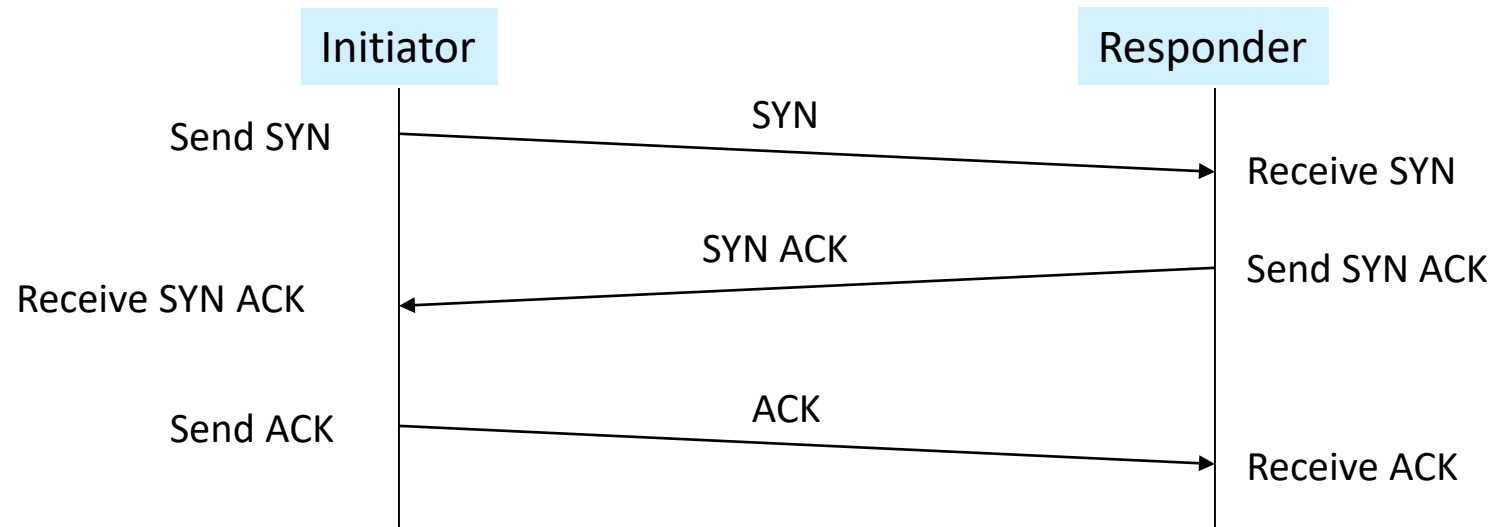 Initiator
Responder
Send SYN
SYN
Receive SYN
SYN ACK
Send SYN ACK
Receive SYN ACK
Send ACK
ACK
Receive ACK